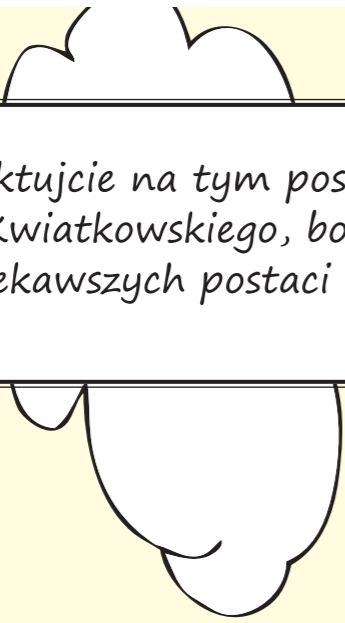 ktujcie na tym pos
Kwiatkowskiego, bo
ekawszych postaci